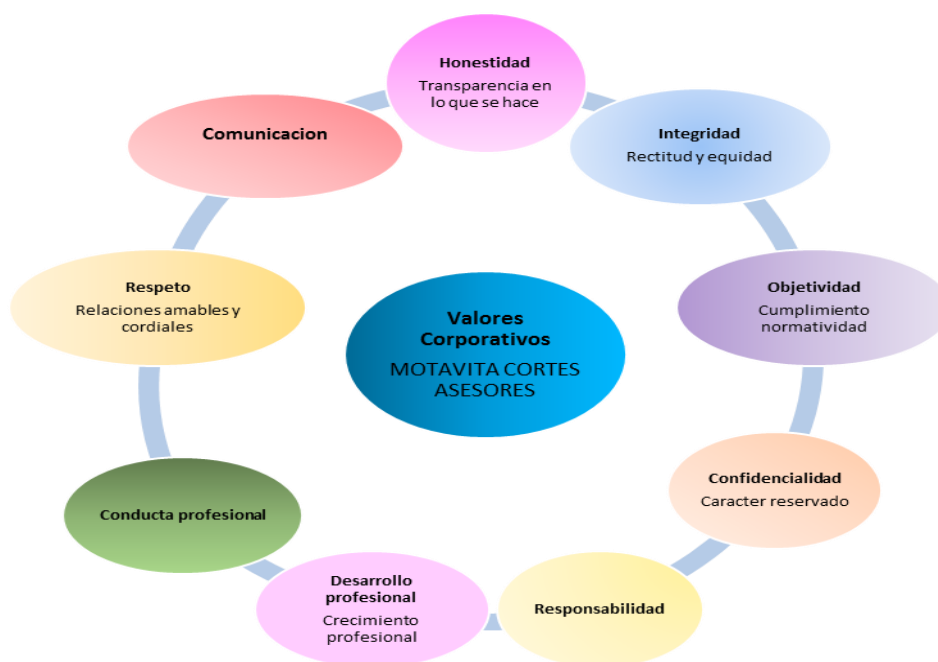 Honestidad
Transparencia en
lo que se hace
Integridad
Rectitud y equidad
Objetividad
Cumplimiento
normatividad
Confidencialidad
Caracter reservado
Responsabilidad
Desarrollo
profesional
Crecimiento
profesional
Conducta profesional
Respeto
Relaciones amables y
cordiales
Comunicacion
Valores
Corporativos
MOTAVITA CORTES
ASESORES